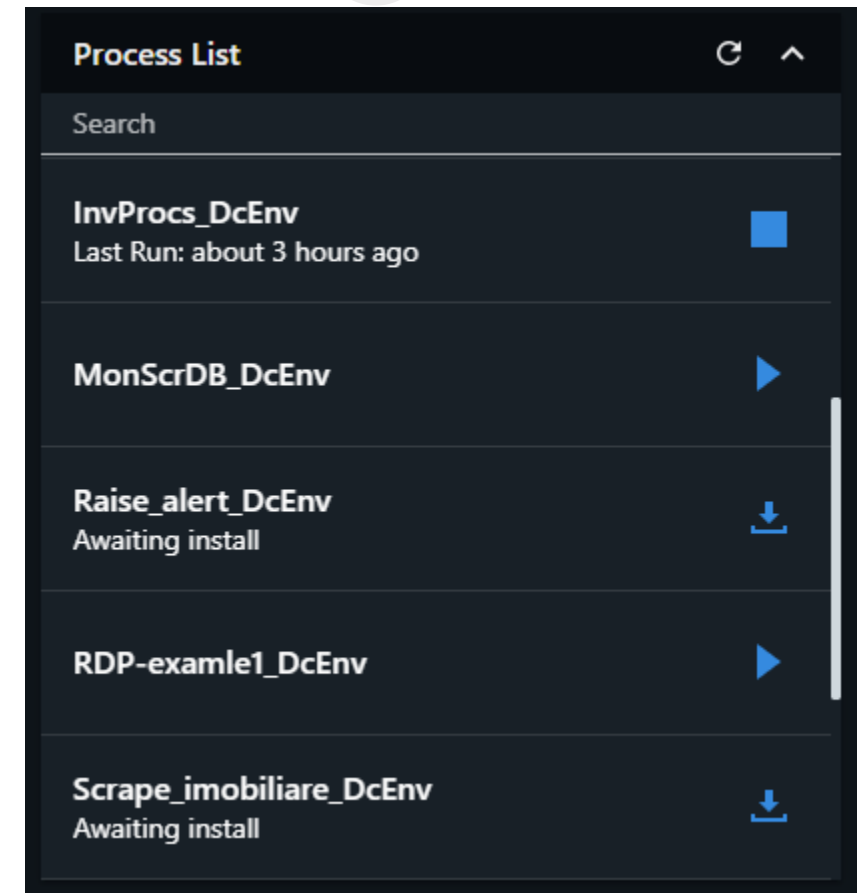 Process List
Search
InvProcs_DcEnv
Last Run: about 3 hours ago
MonScrDB_DcEnv
Raise_alert_DcEnv
Awaiting install
RDP-examle1_DcEnv
Scrape_imobiliare_DcEnv
Awaiting install